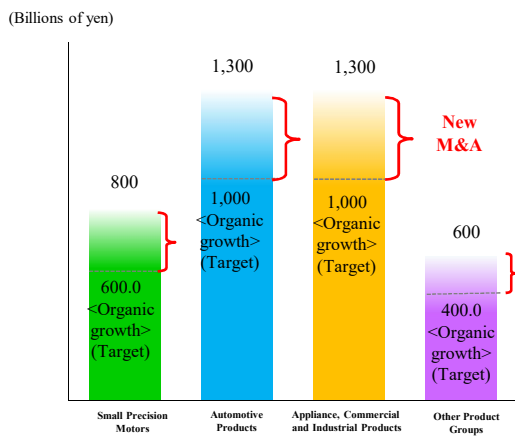 (Billions of yen)
1,300
1,300
New
M&A
800
1,000
<Organic
growth>
(Target)
1,000
<Organic
growth>
(Target)
600
600.0
<Organic
growth>
(Target)
400.0
<Organic
growth>
(Target)
Small Precision
Motors
Automotive
Products
Appliance, Commercial
and Industrial Products
Other Product
Groups